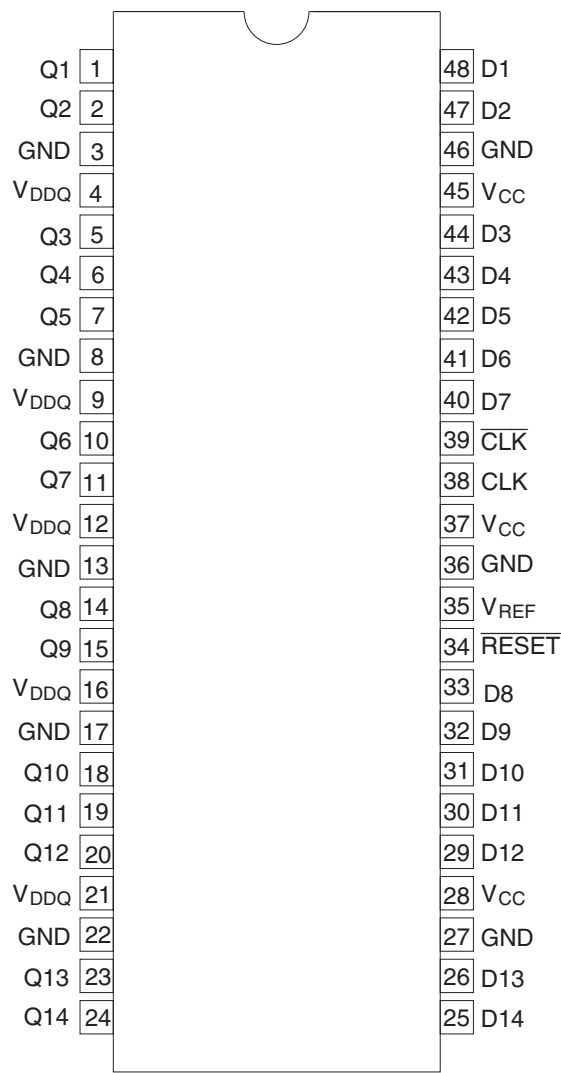 Q1 1 48 D1
Q2 2 47 D2
GND 3 46 GND
VDDQ 4 45 VCC
Q3 5 44 D3
Q4 6 43 D4
Q5 7 42 D5
GND 8 41 D6
VDDQ 9 40 D7
Q6 10 39 C̅L̅K̅
Q7 11 38 CLK
VDDQ 12 37 VCC
GND 13 36 GND
Q8 14 35 VREF
Q9 15 34 R̅E̅S̅E̅T̅
VDDQ 16 33 D8
GND 17 32 D9
Q10 18 31 D10
Q11 19 30 D11
Q12 20 29 D12
VDDQ 21 28 VCC
GND 22 27 GND
Q13 23 26 D13
Q14 24 25 D14